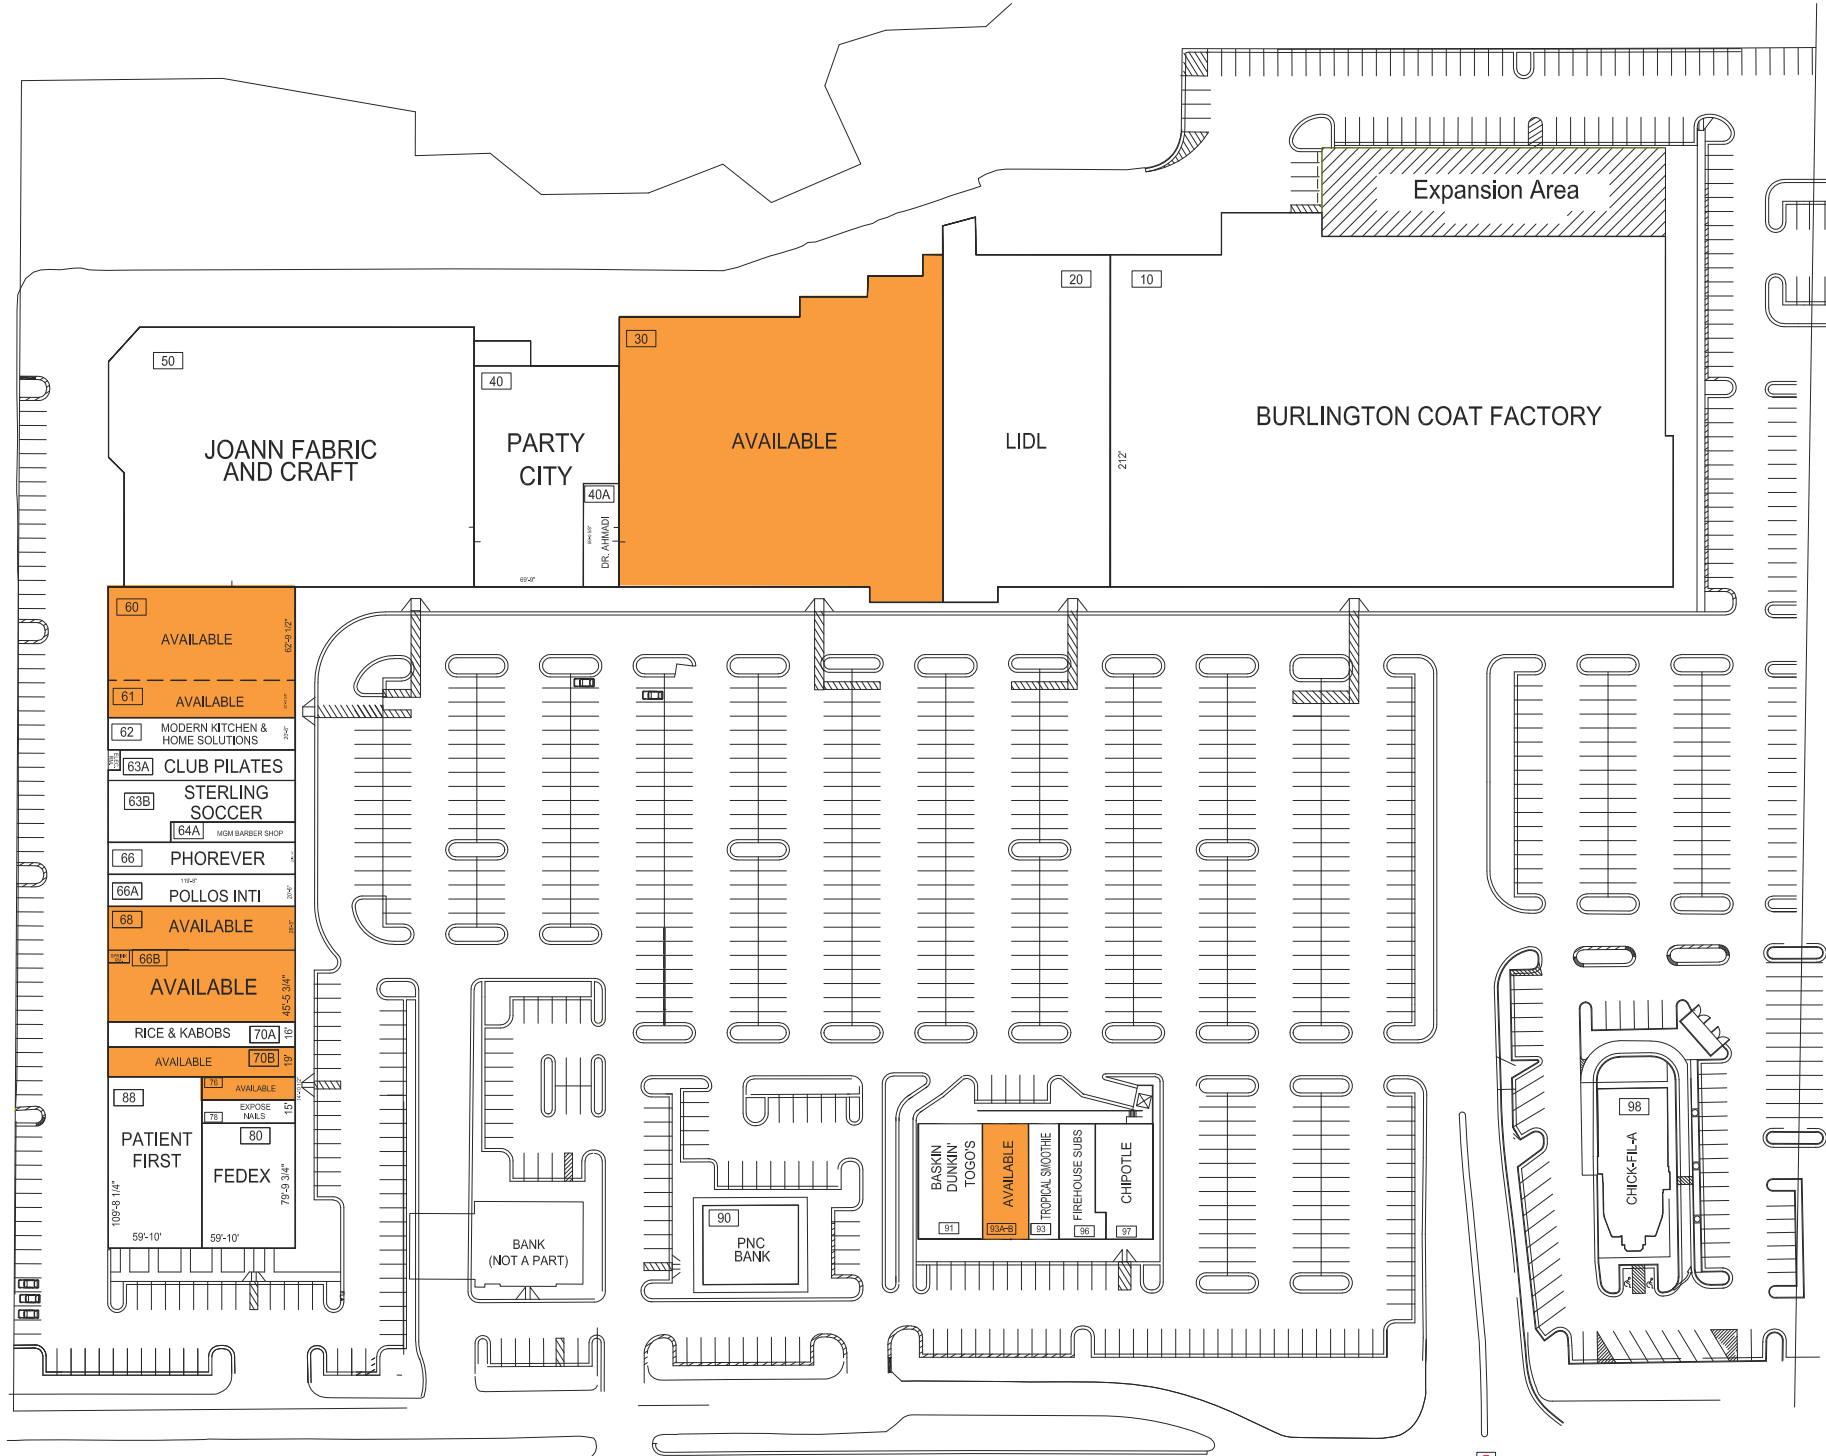 Expansion Area
20
10
30
50
40
BURLINGTON COAT FACTORY
JOANN FABRIC
AND CRAFT
PARTY
CITY
AVAILABLE
LIDL
212'
40A
DR. AHMADI
69'-8"
60
AVAILABLE
62'-9 1/2"
61
AVAILABLE
62
MODERN KITCHEN &
HOME SOLUTIONS
63A
CLUB PILATES
63B
STERLING
SOCCER
64A
MGM BARBER SHOP
66
PHOREVER
66A
POLLOS INTI
68
AVAILABLE
66B
AVAILABLE
45'-5 3/4"
RICE & KABOBS
70A
16'
AVAILABLE
70B
19'
76
AVAILABLE
88
EXPOSE
NAILS
78
15'
80
PATIENT
FIRST
FEDEX
109'-8 1/4"
79'-9 3/4"
59'-10'
59'-10'
BANK
(NOT A PART)
90
PNC
BANK
BASKIN
DUNKIN'
TOGO'S
91
AVAILABLE
93A-B
TROPICAL SMOOTHIE
93
FIREHOUSE SUBS
96
CHIPOTLE
97
98
CHICK-FIL-A